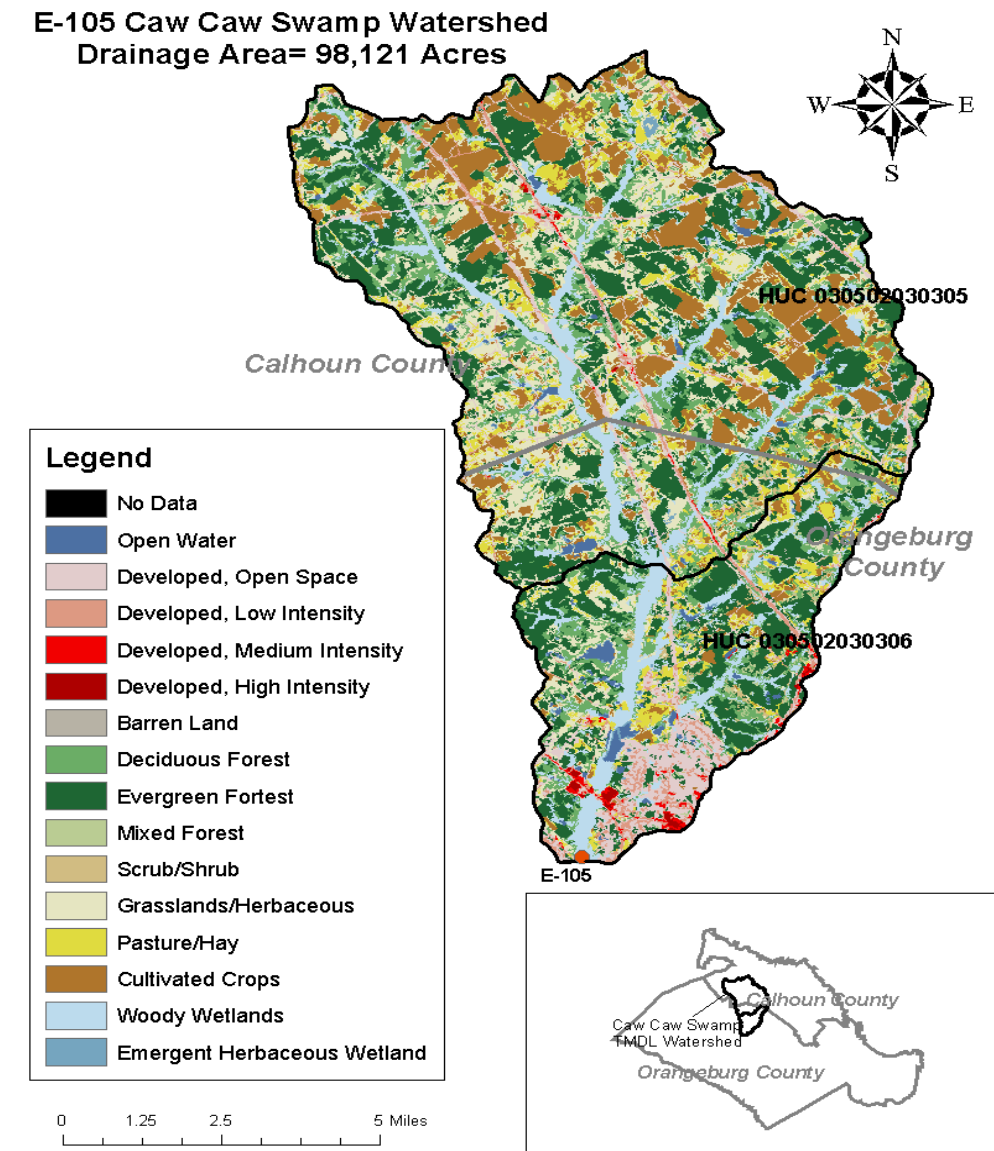 E-105 Caw Caw Swamp Watershed
Drainage Area= 98,121 Acres
N
W
E
S
HUC 030502030305
Calhoun County
Orangeburg
County
HUC 030502030306
E-105
Legend
No Data
Open Water
Developed, Open Space
Developed, Low Intensity
Developed, Medium Intensity
Developed, High Intensity
Barren Land
Deciduous Forest
Evergreen Fortest
Mixed Forest
Scrub/Shrub
Grasslands/Herbaceous
Pasture/Hay
Cultivated Crops
Woody Wetlands
Emergent Herbaceous Wetland
0 1.25 2.5 5 Miles
Calhoun County
Caw Caw Swamp
TMDL Watershed
Orangeburg County